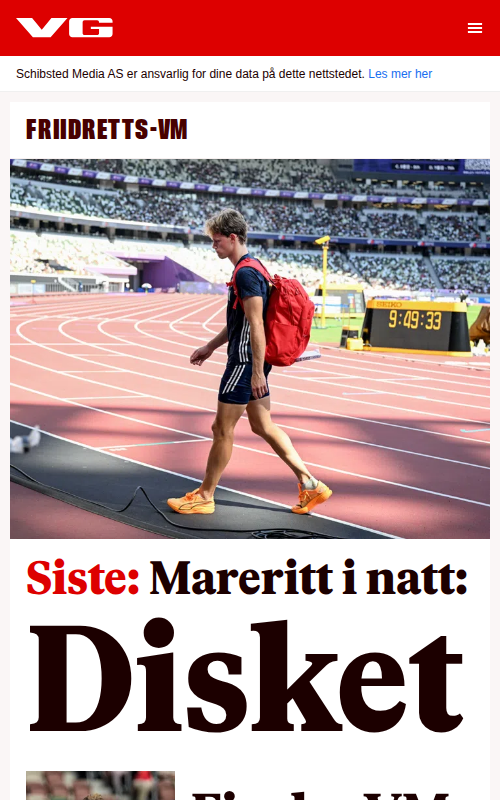 VG
Schibsted Media AS er ansvarlig for dine data på dette nettstedet. Les mer her
FRIIDRETTS-VM
SEIKO
9:49:33
Siste: Mareritt i natt:
Disket